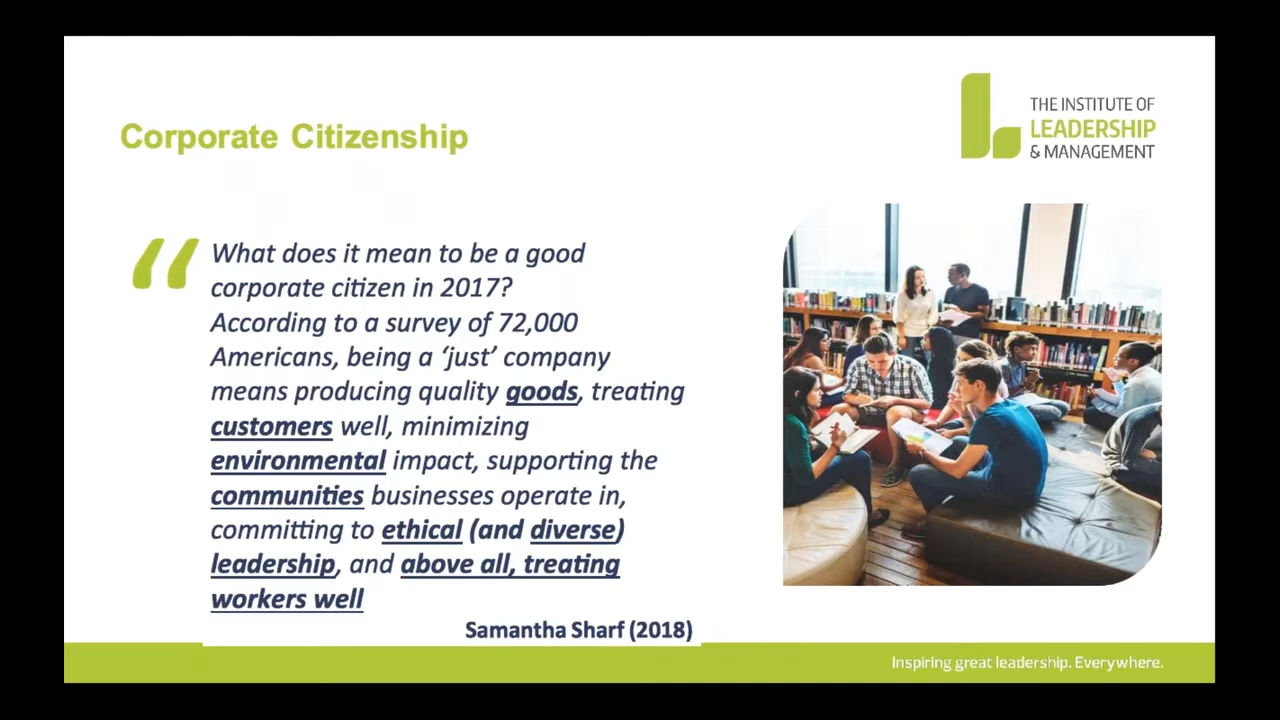 Corporate Citizenship
THE INSTITUTE OF
LEADERSHIP
& MANAGEMENT
“
What does it mean to be a good
corporate citizen in 2017?
According to a survey of 72,000
Americans, being a ‘just’ company
means producing quality goods, treating
customers well, minimizing
environmental impact, supporting the
communities businesses operate in,
committing to ethical (and diverse)
leadership, and above all, treating
workers well
Samantha Sharf (2018)
Inspiring great leadership. Everywhere.